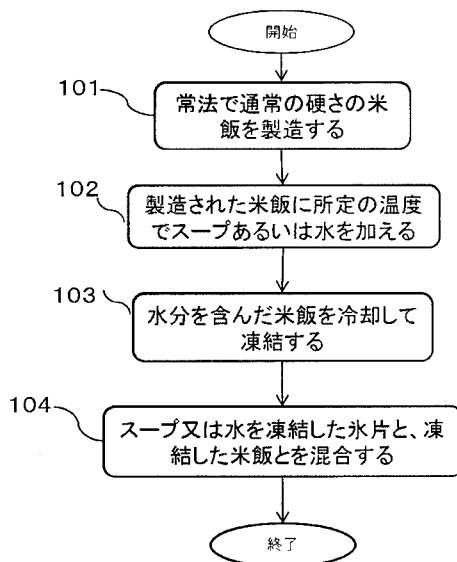 開始
101
常法で通常の硬さの米
飯を製造する
102
製造された米飯に所定の温度
でスープあるいは水を加える
103
水分を含んだ米飯を冷却して
凍結する
104
スープ又は水を凍結した氷片と、凍
結した米飯とを混合する
終了